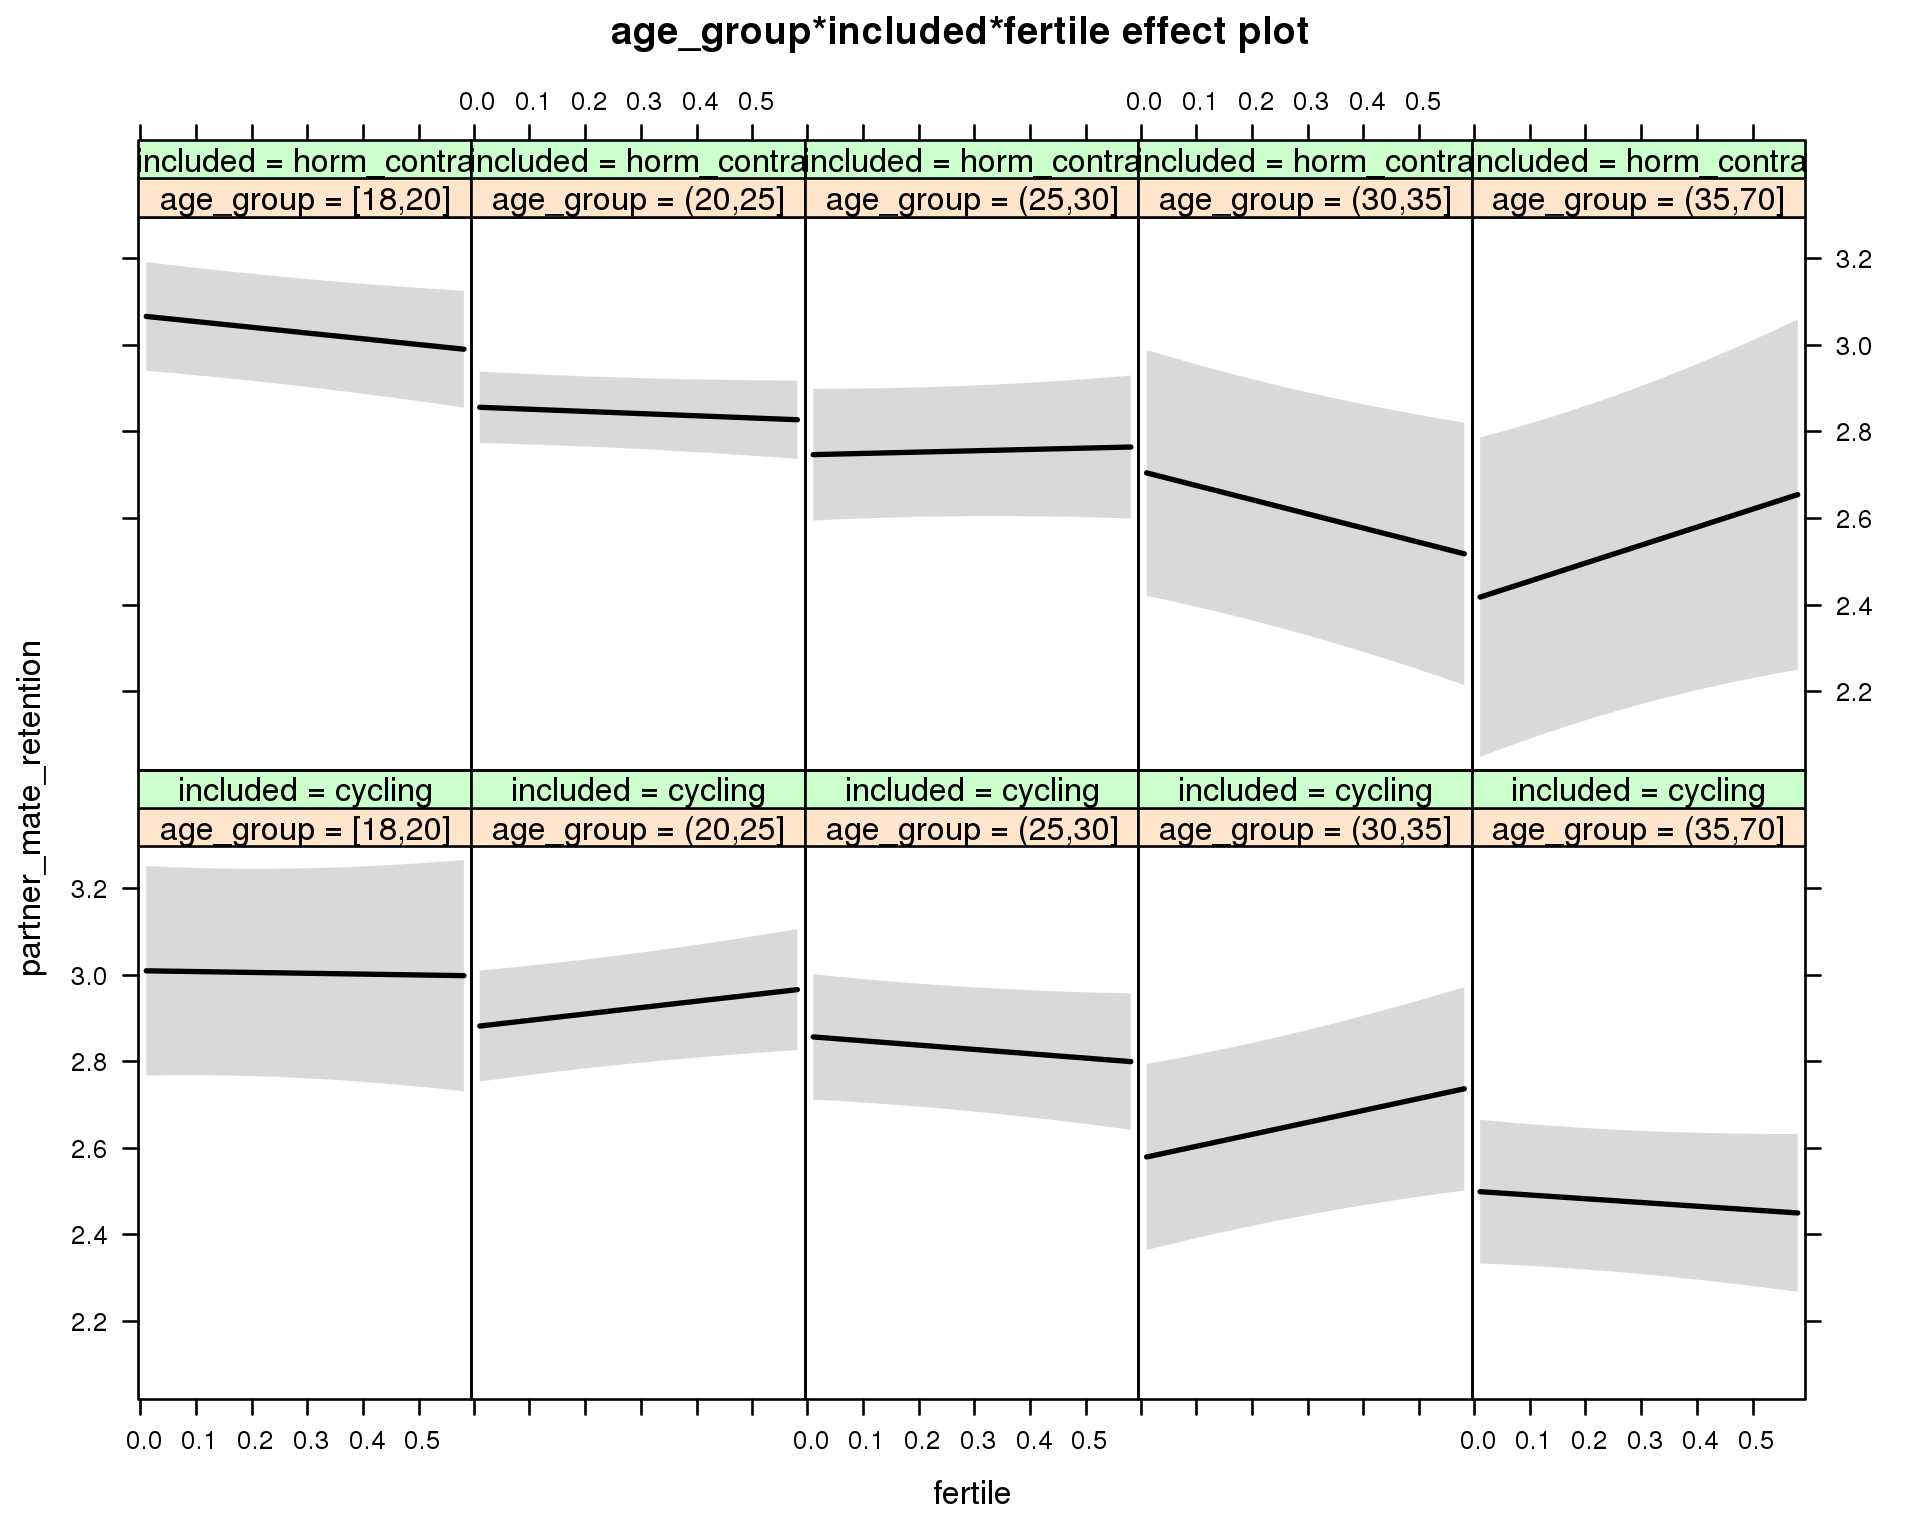 age_group*included*fertile effect plot
0.0 0.1 0.2 0.3 0.4 0.5 0.0 0.1 0.2 0.3 0.4 0.5
included = horm_contra included = horm_contra included = horm_contra included = horm_contra included = horm_contra
age_group = [18,20] age_group = (20,25] age_group = (25,30] age_group = (30,35] age_group = (35,70]
3.2
3.0
2.8
2.6
2.4
2.2
partner_mate_retention
included = cycling included = cycling included = cycling included = cycling included = cycling
age_group = [18,20] age_group = (20,25] age_group = (25,30] age_group = (30,35] age_group = (35,70]
3.2
3.0
2.8
2.6
2.4
2.2
0.0 0.1 0.2 0.3 0.4 0.5 0.0 0.1 0.2 0.3 0.4 0.5 0.0 0.1 0.2 0.3 0.4 0.5
fertile